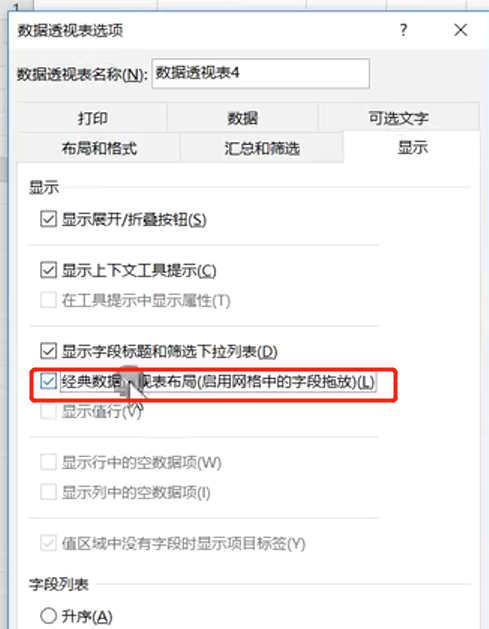 1
数据透视表选项
?
数据透视表名称(N): 数据透视表4
打印 数据 可选文字
布局和格式 汇总和筛选 显示
显示
显示展开/折叠按钮(S)
显示上下文工具提示(C)
在工具提示中显示属性(T)
显示字段标题和筛选下拉列表(D)
经典数据 视表布局(启用网格中的字段拖放)(L)
显示值行(V)
显示行中的空数据项(W)
显示列中的空数据项(I)
值区域中没有字段时显示项目标签(Y)
字段列表
升序(A)